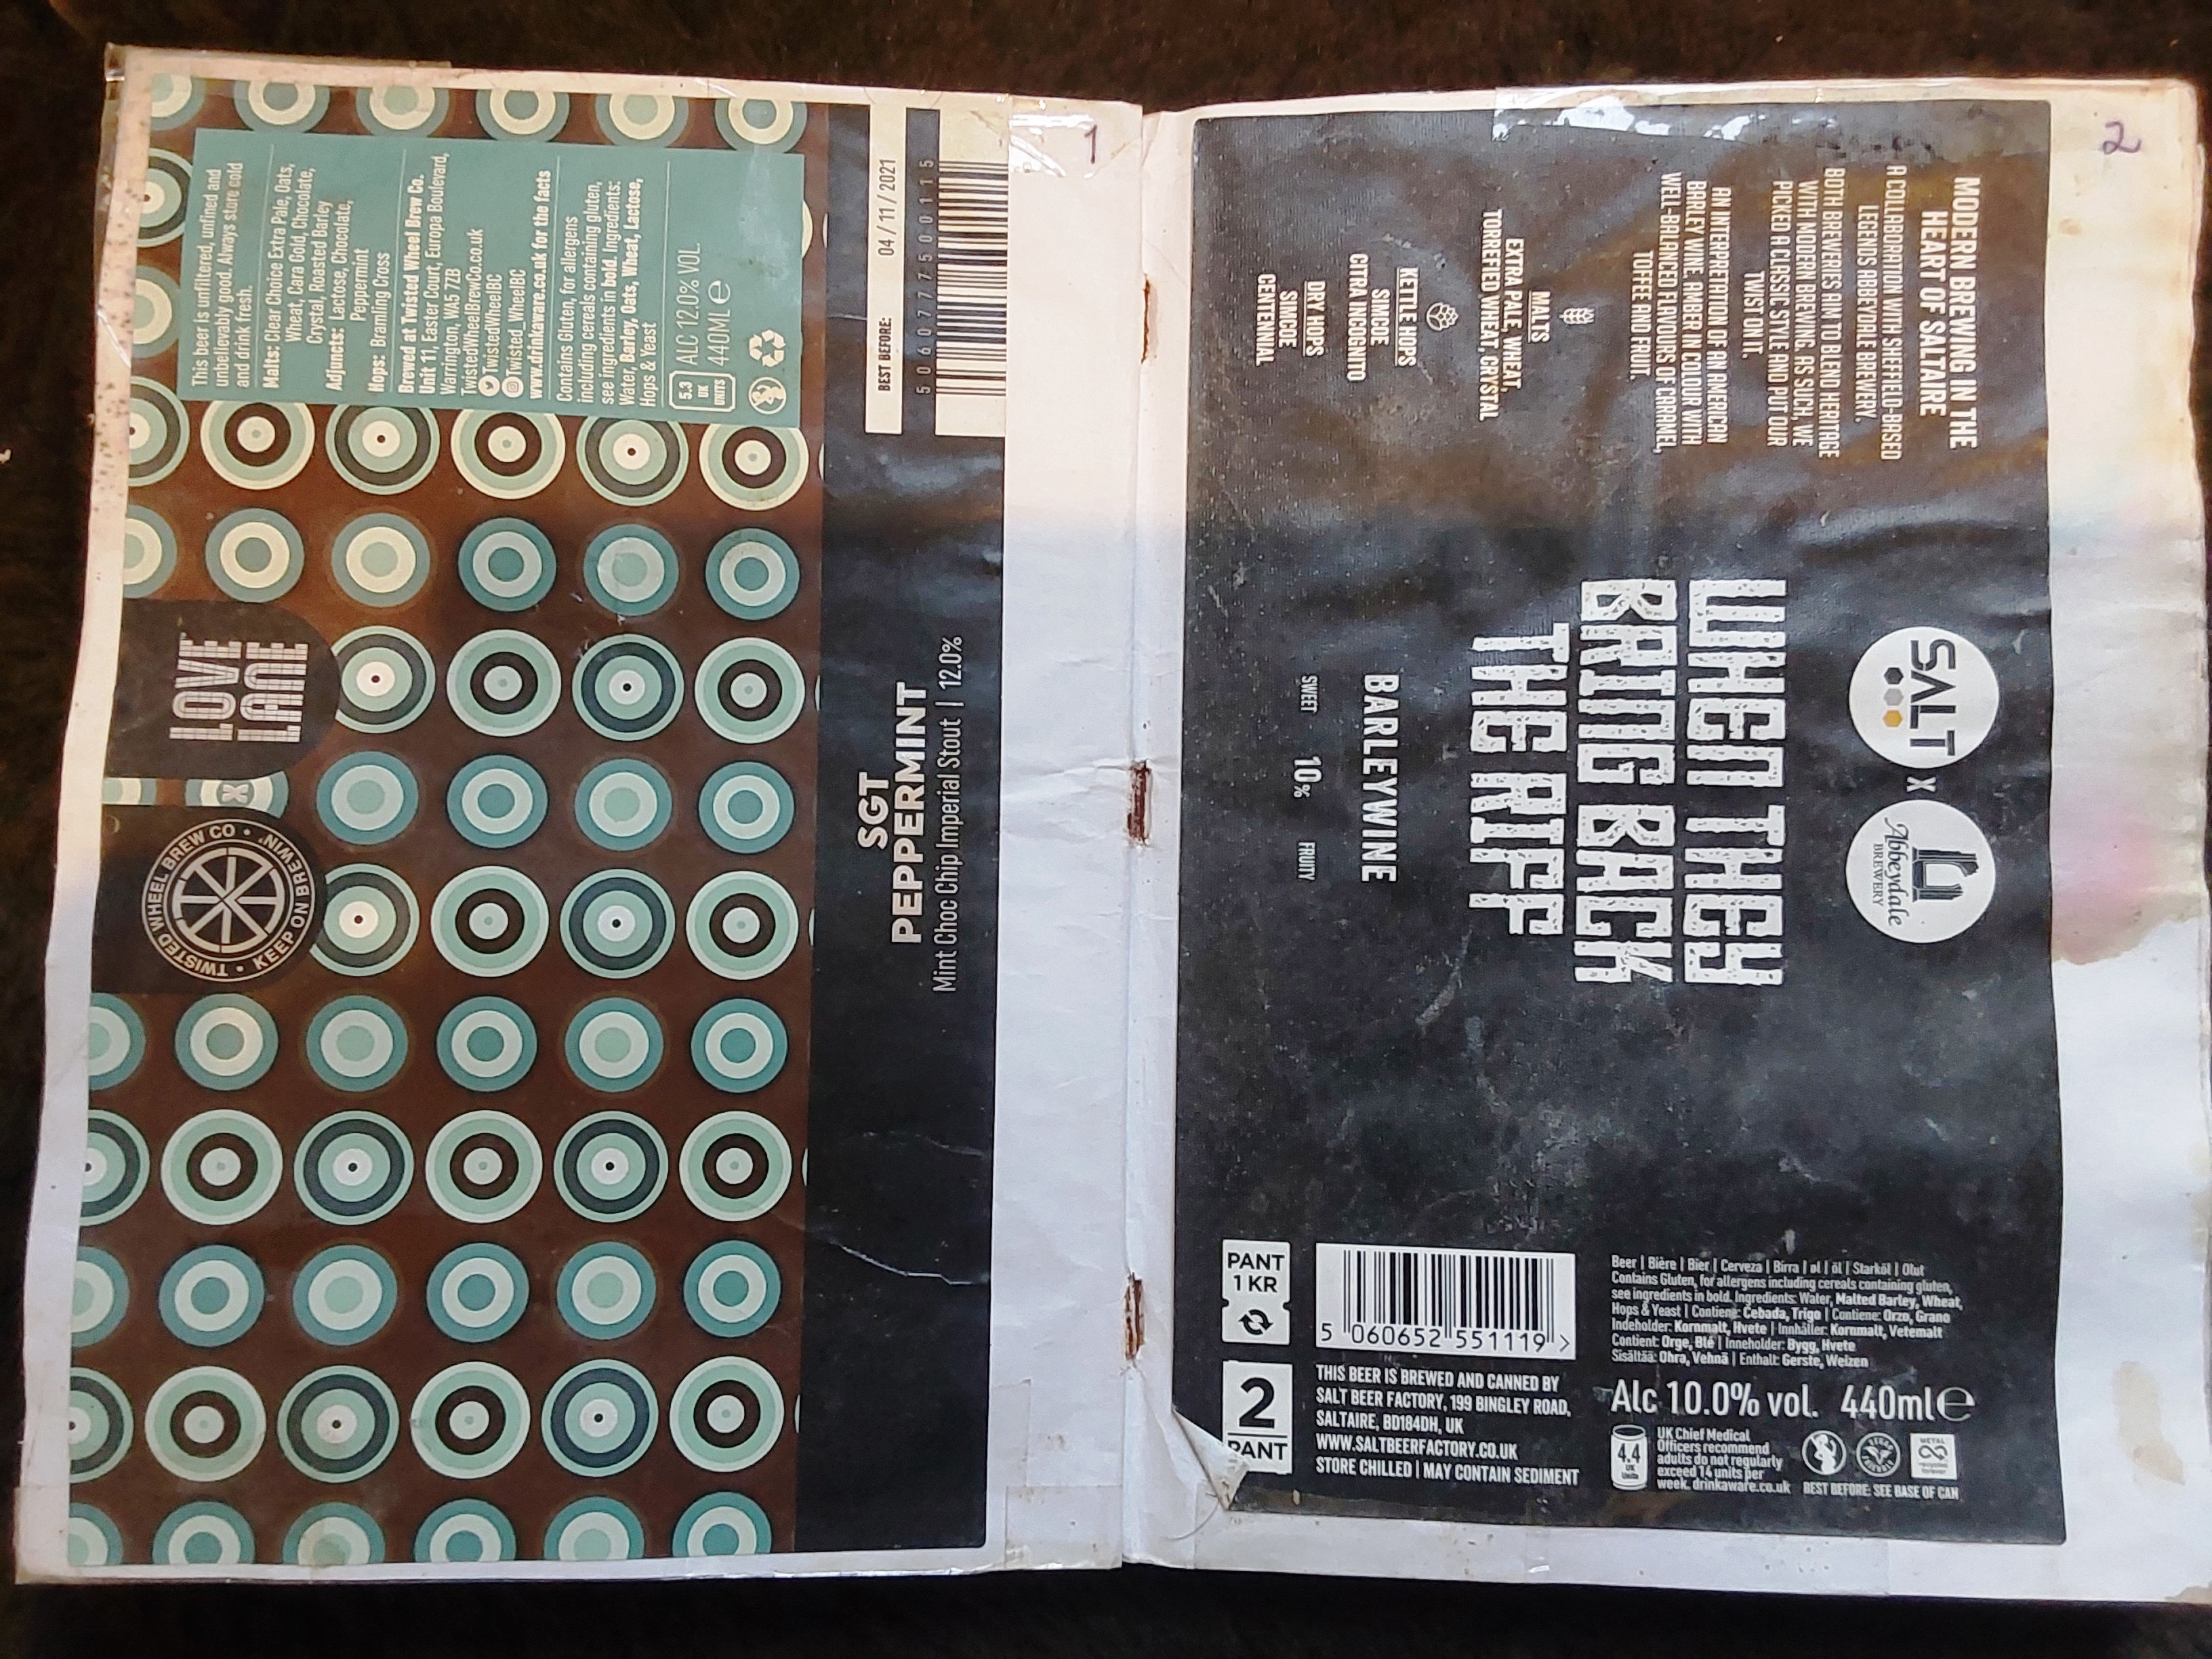 1
This beer is unfiltered, unfined and
unbelievably good. Always store cold
and drink fresh.
Malts: Clear Choice Extra Pale, Oats,
Wheat, Cara Gold, Chocolate,
Crystal, Roasted Barley
Adjuncts: Lactose, Chocolate,
Peppermint
Hops: Bramling Cross
Brewed at Twisted Wheel Brew Co.
Unit 11, Easter Court, Europa Boulevard,
Warrington, WA5 7ZB
TwistedWheelBrewCo.co.uk
TwistedWheelBC
@Twisted_WheelBC
www.drinkaware.co.uk for the facts
Contains Gluten, for allergens
including cereals containing gluten,
see ingredients in bold. Ingredients:
Water, Barley, Oats, Wheat, Lactose,
Hops & Yeast
5.3
UK
UNITS
ALC 12.0% VOL
440ML e
BEST BEFORE: 04/11/2021
5060777500115
LOVE
LANE
X
TWISTED WHEEL BREW CO • KEEP ON BREWIN' •
SGT
PEPPERMINT
Mint Choc Chip Imperial Stout | 12.0%
2
MODERN BREWING IN THE
HEART OF SALTAIRE
A COLLABORATION WITH SHEFFIELD-BASED
LEGENDS ABBEYDALE BREWERY.
BOTH BREWERIES AIM TO BLEND HERITAGE
WITH MODERN BREWING. AS SUCH, WE
PICKED A CLASSIC STYLE AND PUT OUR
TWIST ON IT.
AN INTERPRETATION OF AN AMERICAN
BARLEY WINE. AMBER IN COLOUR WITH
WELL-BALANCED FLAVOURS OF CARAMEL,
TOFFEE AND FRUIT.
MALTS
EXTRA PALE, WHEAT,
TORREFIED WHEAT, CRYSTAL
KETTLE HOPS
SIMCOE
CITRA INCOGNITO
DRY HOPS
SIMCOE
CENTENNIAL
SALT
X
Abbeydale
BREWERY
WHEN THEY
BRING BACK
THE RIFF
BARLEYWINE
SWEET 10% FRUITY
Beer | Bière | Bier | Cerveza | Birra | øl | öl | Starköl | Olut
Contains Gluten, for allergens including cereals containing gluten,
see ingredients in bold. Ingredients: Water, Malted Barley, Wheat,
Hops & Yeast | Contiene: Cebada, Trigo | Contiene: Orzo, Grano
Indeholder: Kornmalt, Hvete | Innhåller: Kornmalt, Vetemalt
Contient: Orge, Blé | Inneholder: Bygg, Hvete
Sisältää: Ohra, Vehnä | Enthalt: Gerste, Weizen
Alc 10.0% vol. 440ml e
4.4
UK
Units
UK Chief Medical
Officers recommend
adults do not regularly
exceed 14 units per
week. drinkaware.co.uk
METAL
recycles
forever
BEST BEFORE: SEE BASE OF CAN
5 060652 551119 >
THIS BEER IS BREWED AND CANNED BY
SALT BEER FACTORY, 199 BINGLEY ROAD,
SALTAIRE, BD184DH, UK
WWW.SALTBEERFACTORY.CO.UK
STORE CHILLED | MAY CONTAIN SEDIMENT
PANT
1 KR
2
PANT